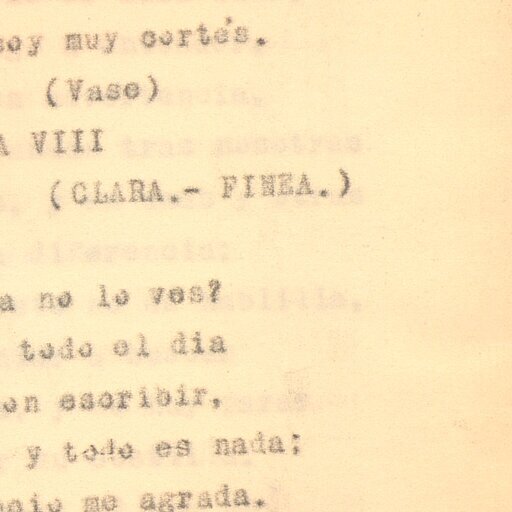 soy muy cortés.
(Vase)
A VIII
(CLARA.- FINEA.)
a no lo ves?
todo el dia
en escribir,
y todo es nada;
me agrada.